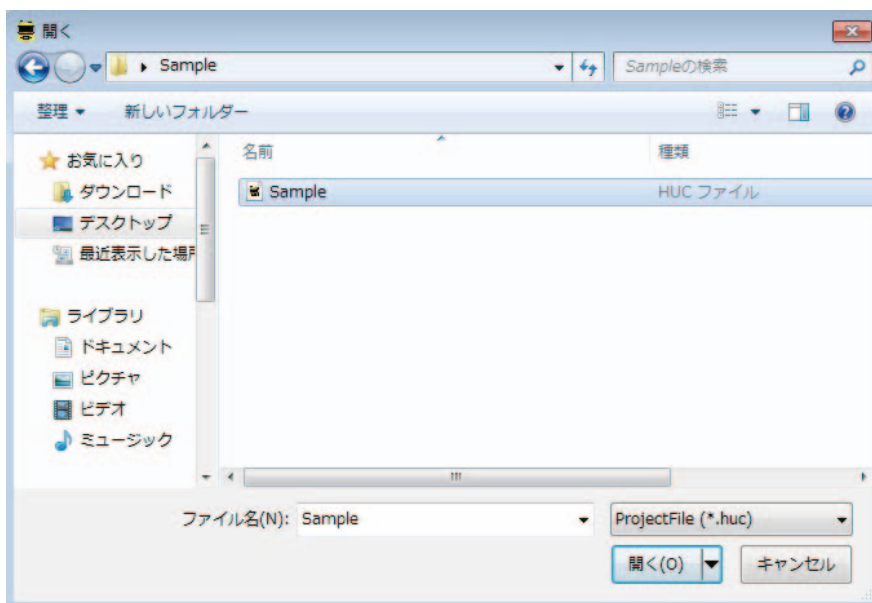 開く
Sample
Sampleの検索
整理
新しいフォルダー
お気に入り
ダウンロード
デスクトップ
最近表示した場所
ライブラリ
ドキュメント
ピクチャ
ビデオ
ミュージック
名前
種類
Sample
HUC ファイル
ファイル名(N):
Sample
ProjectFile (*.huc)
開く(O)
キャンセル